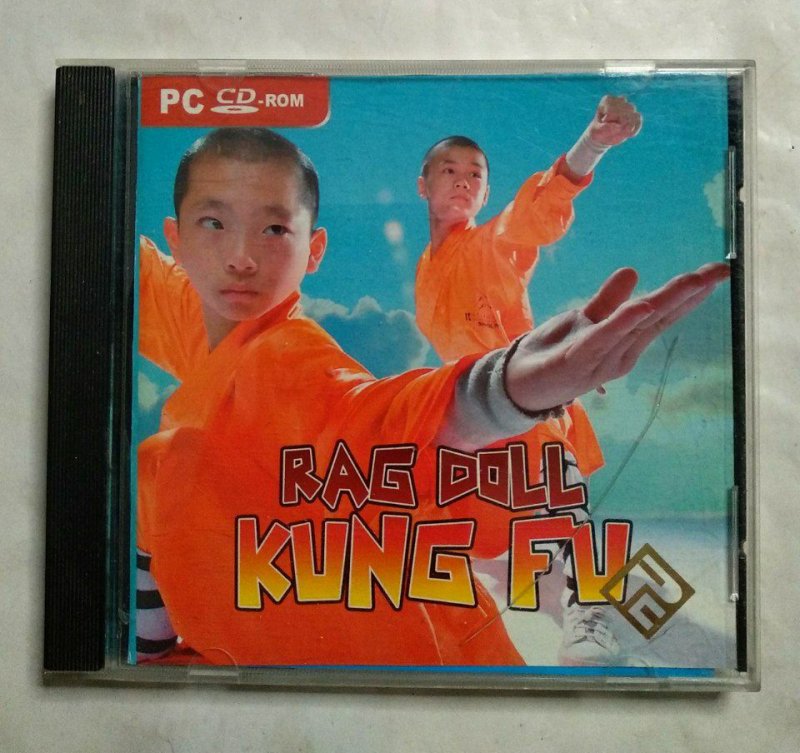 PC CD-ROM
RAG DOLL
KUNG FU